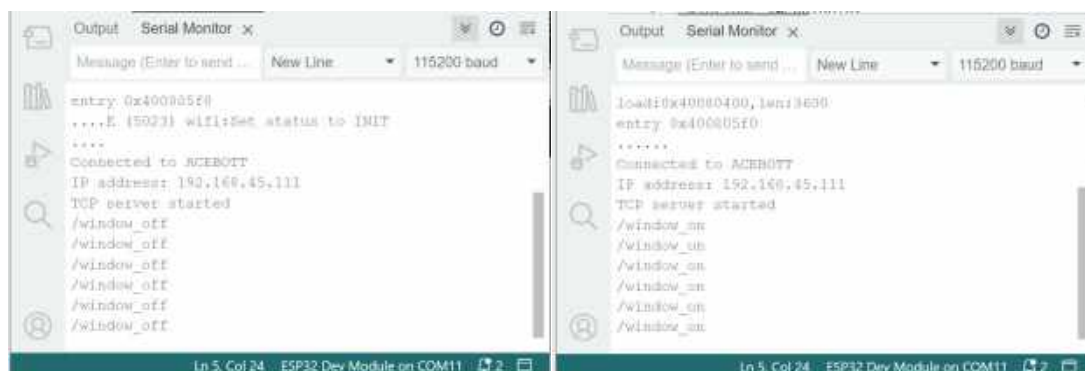 Output Serial Monitor ×
Message (Enter to send ... New Line 115200 baud
entry 0x400805f0
....E (5023) wifi:Set status to INIT
....
Connected to ACEBOTT
IP address: 192.168.45.111
TCP server started
/window_off
/window_off
/window_off
/window_off
/window_off
/window_off
Ln 5, Col 24 ESP32 Dev Module on COM11 2
Output Serial Monitor ×
Message (Enter to send ... New Line 115200 baud
load:0x40080400,len:3600
entry 0x400805f0
......
Connected to ACEBOTT
IP address: 192.168.45.111
TCP server started
/window_on
/window_on
/window_on
/window_on
/window_on
/window_on
Ln 5, Col 24 ESP32 Dev Module on COM11 2